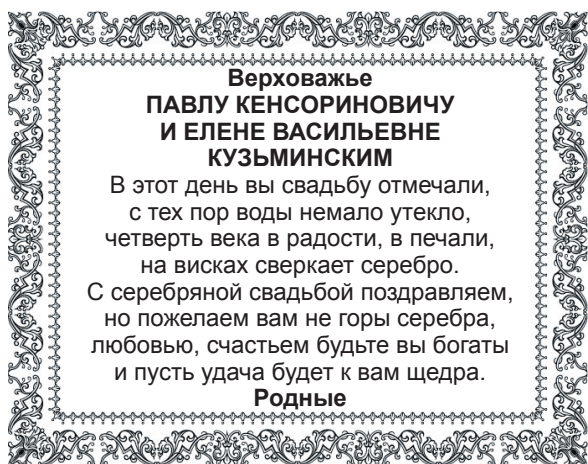 Верховажье
ПАВЛУ КЕНСОРИНОВИЧУ
И ЕЛЕНЕ ВАСИЛЬЕВНЕ
КУЗЬМИНСКИМ
В этот день вы свадьбу отмечали,
с тех пор воды немало утекло,
четверть века в радости, в печали,
на висках сверкает серебро.
С серебряной свадьбой поздравляем,
но пожелаем вам не горы серебра,
любовью, счастьем будьте вы богаты
и пусть удача будет к вам щедра.
Родные